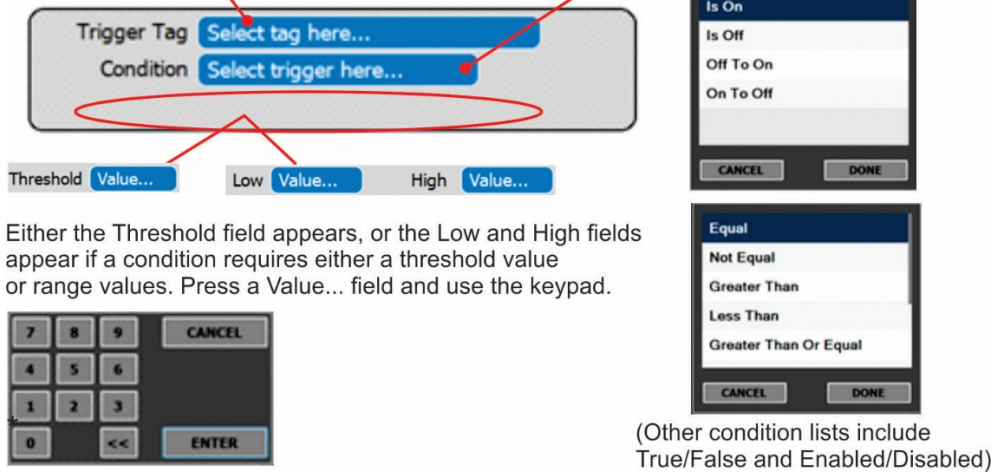 Trigger Tag Select tag here...
Condition Select trigger here...
Threshold Value... Low Value... High Value...
Either the Threshold field appears, or the Low and High fields
appear if a condition requires either a threshold value
or range values. Press a Value... field and use the keypad.
7 8 9 CANCEL
4 5 6
1 2 3
0 << ENTER
Is On
Is Off
Off To On
On To Off
CANCEL DONE
Equal
Not Equal
Greater Than
Less Than
Greater Than Or Equal
CANCEL DONE
(Other condition lists include
True/False and Enabled/Disabled)